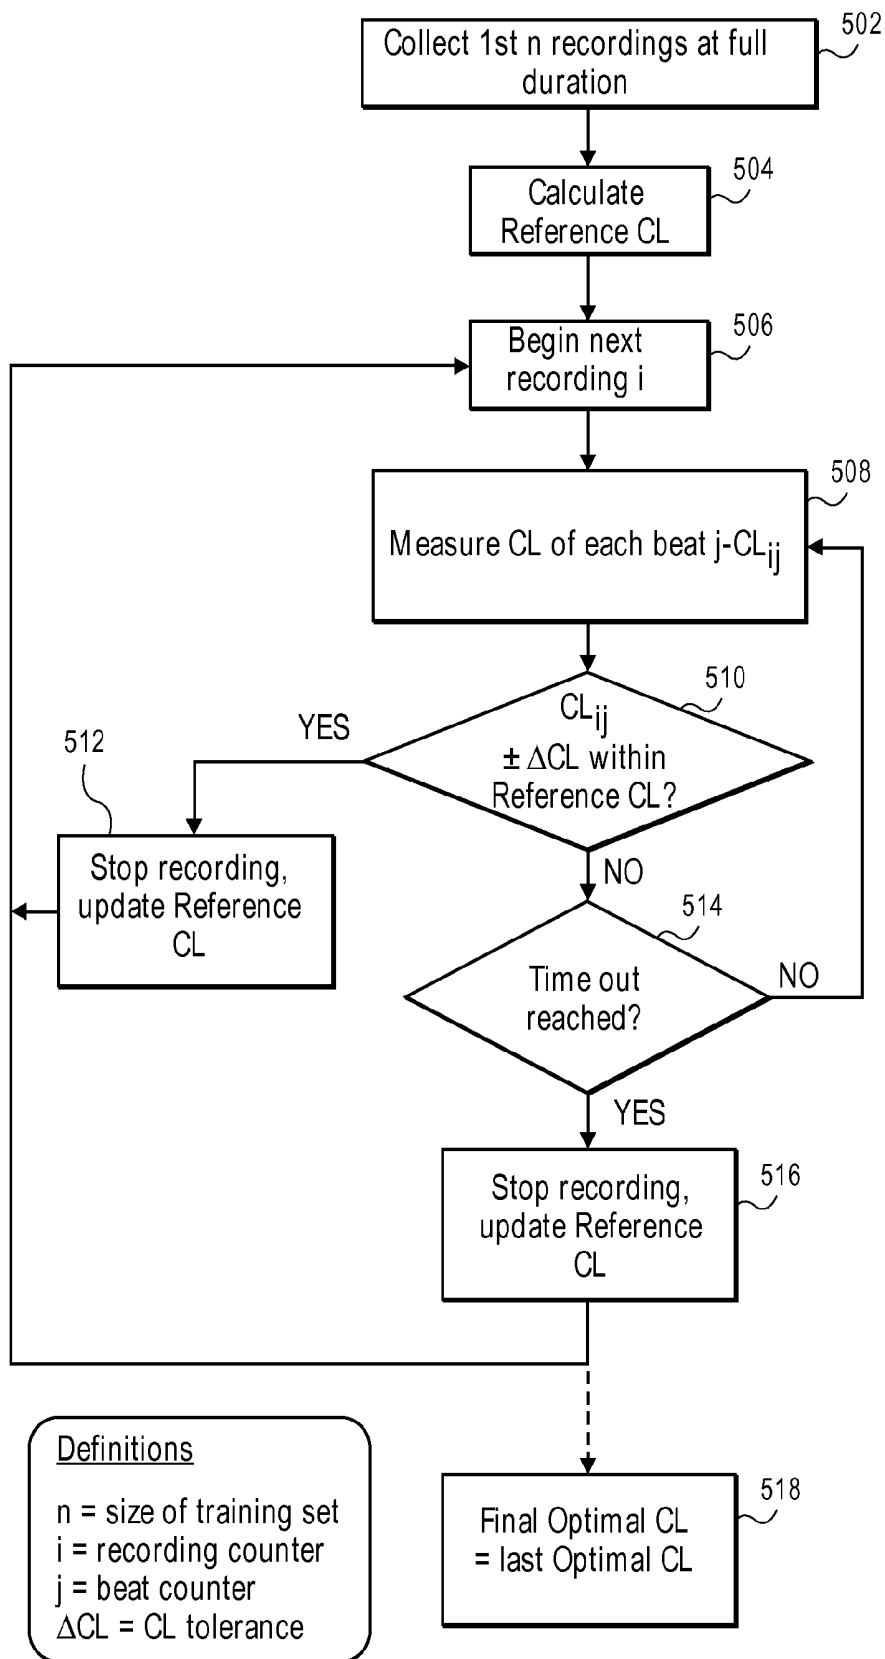 Collect 1st n recordings at full
duration
502
Calculate
Reference CL
504
Begin next
recording i
506
Measure CL of each beat j-CLij
508
CLij
± ΔCL within
Reference CL?
510
YES
NO
512
Stop recording,
update Reference
CL
Time out
reached?
514
NO
YES
Stop recording,
update Reference
CL
516
Final Optimal CL
= last Optimal CL
518
Definitions
n = size of training set
i = recording counter
j = beat counter
ΔCL = CL tolerance